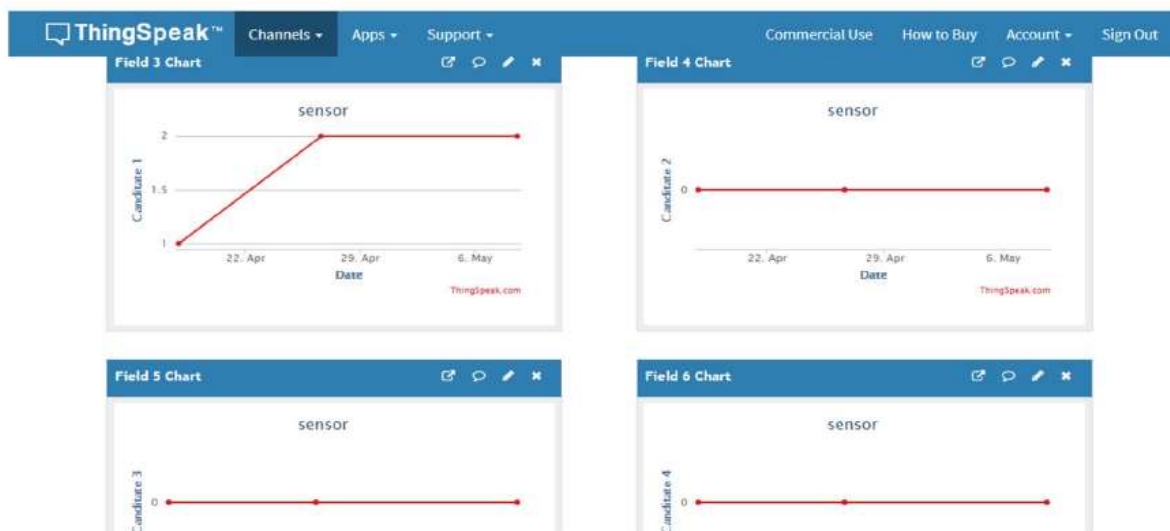 ThingSpeak™ Channels Apps Support Commercial Use How to Buy Account Sign Out
Field 3 Chart
sensor
Canditate 1
2
1.5
1
22. Apr 29. Apr 6. May
Date
ThingSpeak.com
Field 4 Chart
sensor
Canditate 2
0
22. Apr 29. Apr 6. May
Date
ThingSpeak.com
Field 5 Chart
sensor
Canditate 3
0
Field 6 Chart
sensor
Canditate 4
0